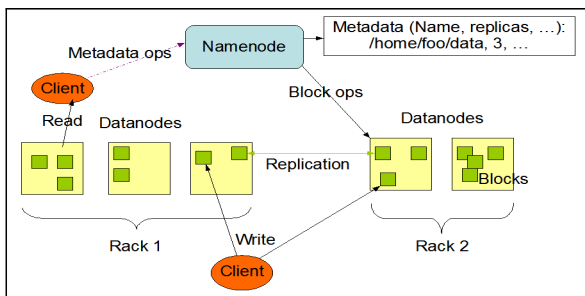 Metadata (Name, replicas, …):
/home/foo/data, 3, …
Namenode
Metadata ops
Client
Block ops
Read
Datanodes
Datanodes
Replication
Blocks
Rack 1
Write
Rack 2
Client